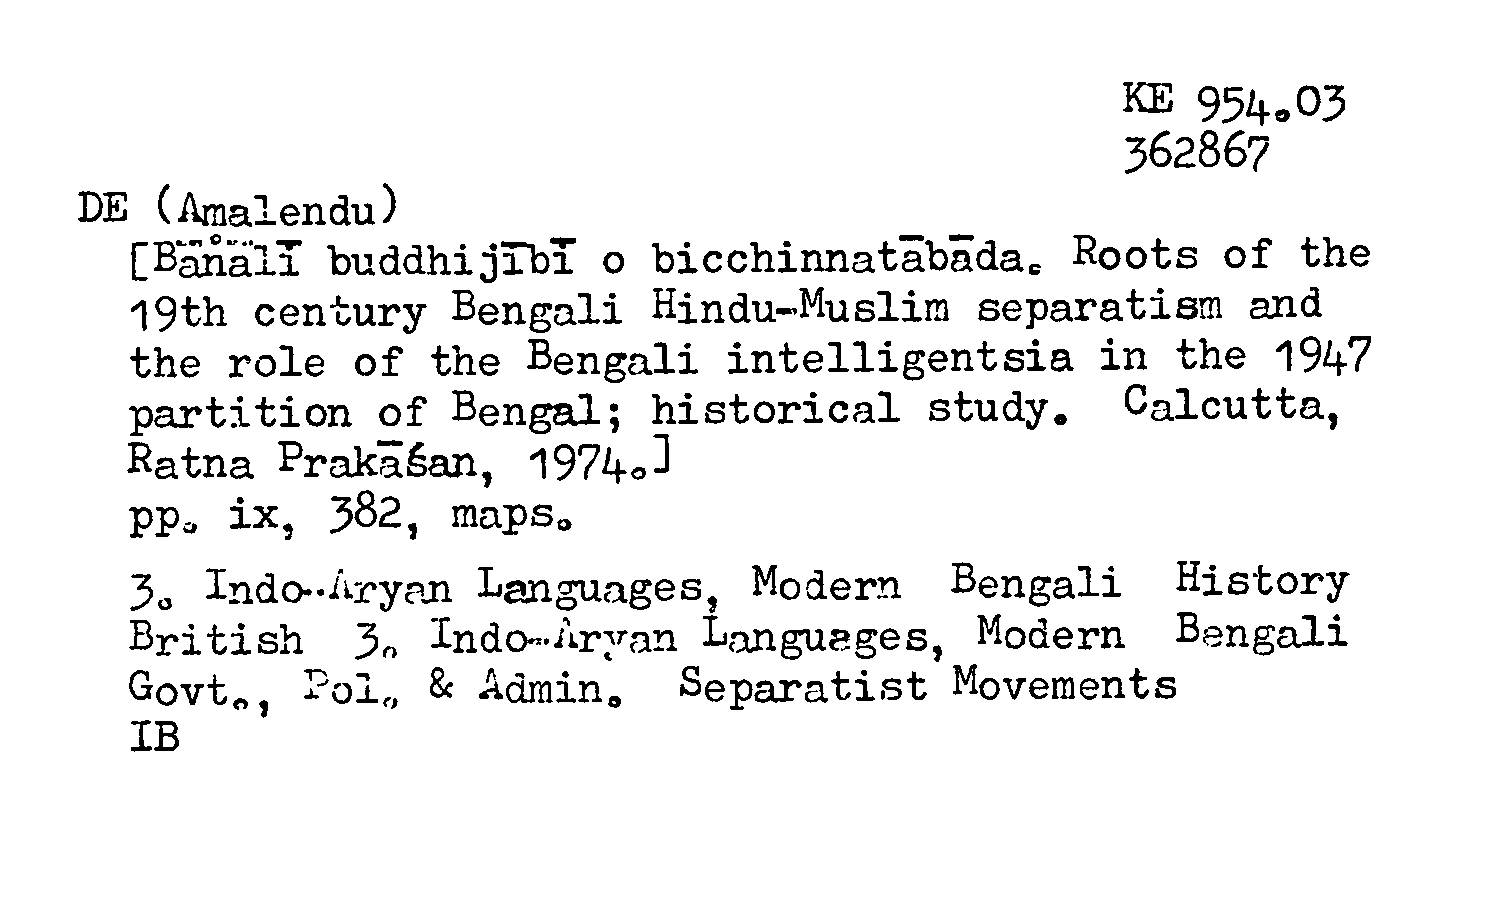 KE 954.03
362867
DE (Amalendu)
[Bāṅālī buddhijībī o bicchinnatābāda. Roots of the
19th century Bengali Hindu-Muslim separatism and
the role of the Bengali intelligentsia in the 1947
partition of Bengal; historical study. Calcutta,
Ratna Prakāśan, 1974.]
pp. ix, 382, maps.
3. Indo-Aryan Languages, Modern Bengali History
British 3. Indo-Aryan Languages, Modern Bengali
Govt., Pol. & Admin. Separatist Movements
IB